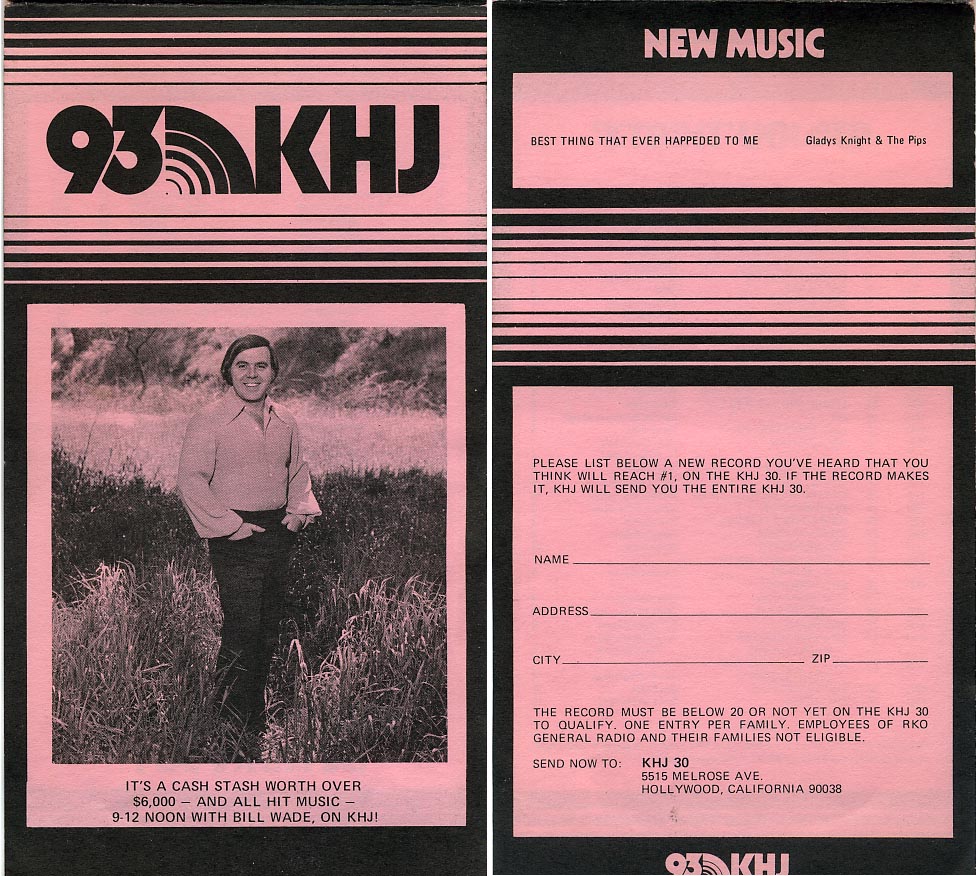 93 KHJ
IT'S A CASH STASH WORTH OVER
$6,000 — AND ALL HIT MUSIC —
9-12 NOON WITH BILL WADE, ON KHJ!
NEW MUSIC
BEST THING THAT EVER HAPPEDED TO ME Gladys Knight & The Pips
PLEASE LIST BELOW A NEW RECORD YOU'VE HEARD THAT YOU
THINK WILL REACH #1, ON THE KHJ 30. IF THE RECORD MAKES
IT, KHJ WILL SEND YOU THE ENTIRE KHJ 30.
NAME
ADDRESS
CITY ZIP
THE RECORD MUST BE BELOW 20 OR NOT YET ON THE KHJ 30
TO QUALIFY. ONE ENTRY PER FAMILY. EMPLOYEES OF RKO
GENERAL RADIO AND THEIR FAMILIES NOT ELIGIBLE.
SEND NOW TO: KHJ 30
5515 MELROSE AVE.
HOLLYWOOD, CALIFORNIA 90038
93 KHJ